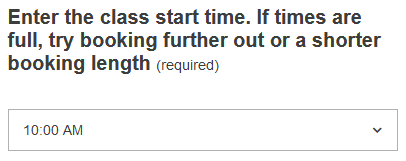 Enter the class start time. If times are
full, try booking further out or a shorter
booking length (required)
10:00 AM